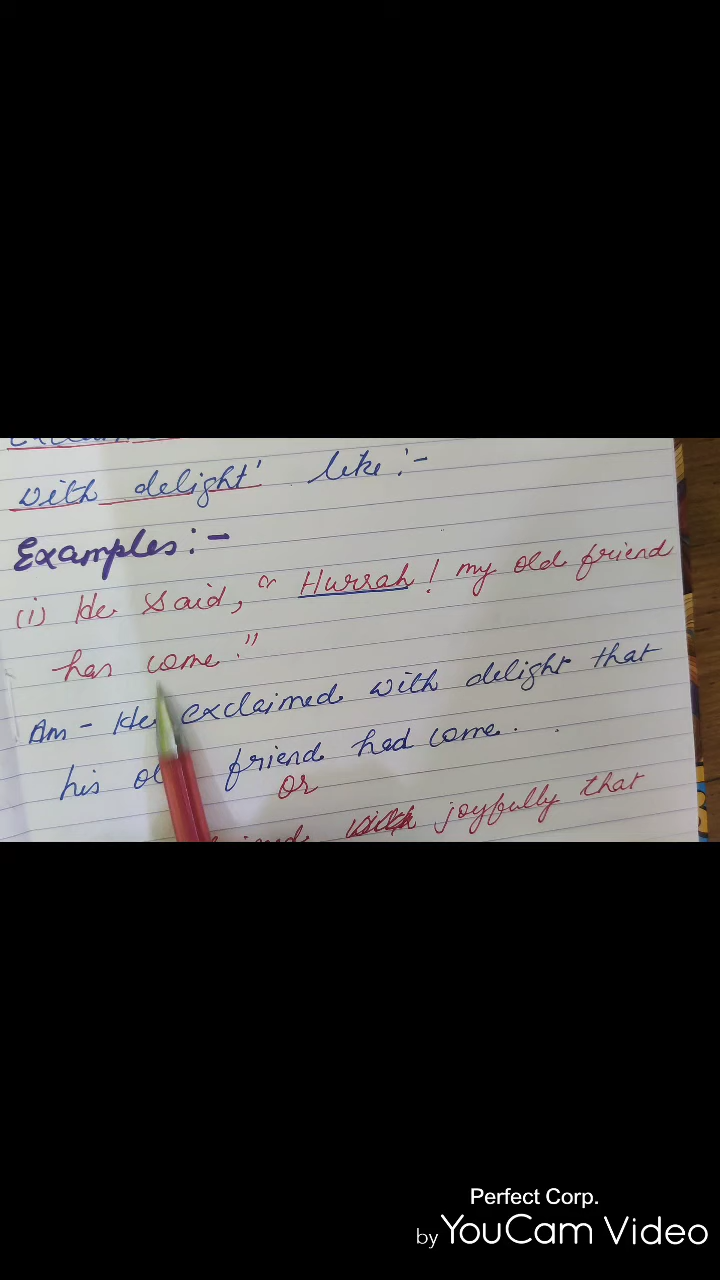 with delight' like :-
Examples :-
(i) He Said, " Hurrah ! my old friend
has come."
Ans - He exclaimed with delight that
his friend had come.
or
joyfully that
Perfect Corp.
by YouCam Video